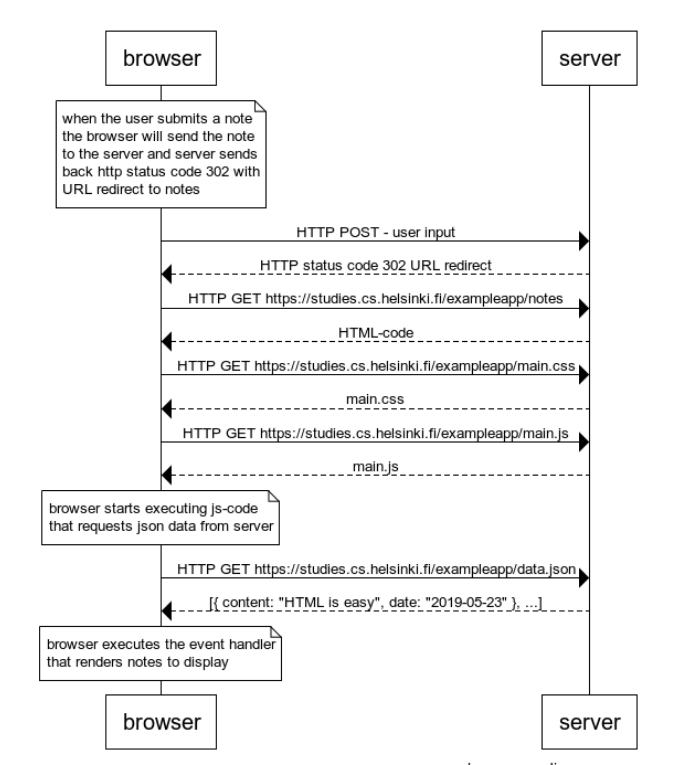 browser
server
when the user submits a note
the browser will send the note
to the server and server sends
back http status code 302 with
URL redirect to notes
HTTP POST - user input
HTTP status code 302 URL redirect
HTTP GET https://studies.cs.helsinki.fi/exampleapp/notes
HTML-code
HTTP GET https://studies.cs.helsinki.fi/exampleapp/main.css
main.css
HTTP GET https://studies.cs.helsinki.fi/exampleapp/main.js
main.js
browser starts executing js-code
that requests json data from server
HTTP GET https://studies.cs.helsinki.fi/exampleapp/data.json
[{ content: "HTML is easy", date: "2019-05-23" }, ...]
browser executes the event handler
that renders notes to display
browser
server